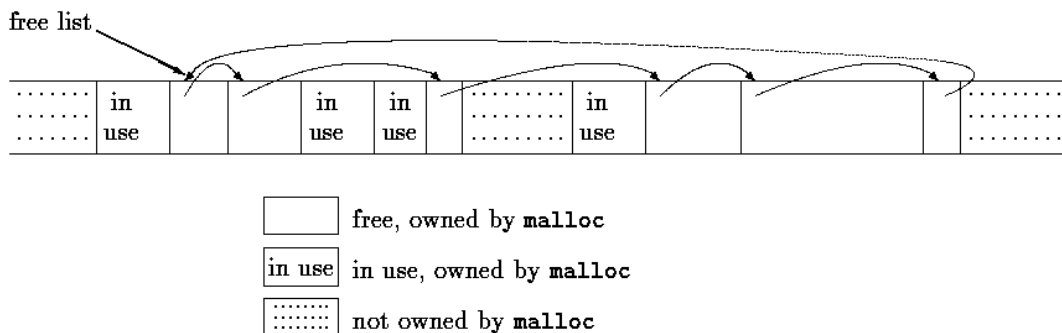 free list
in use
in use
in use
in use
free, owned by malloc
in use in use, owned by malloc
not owned by malloc